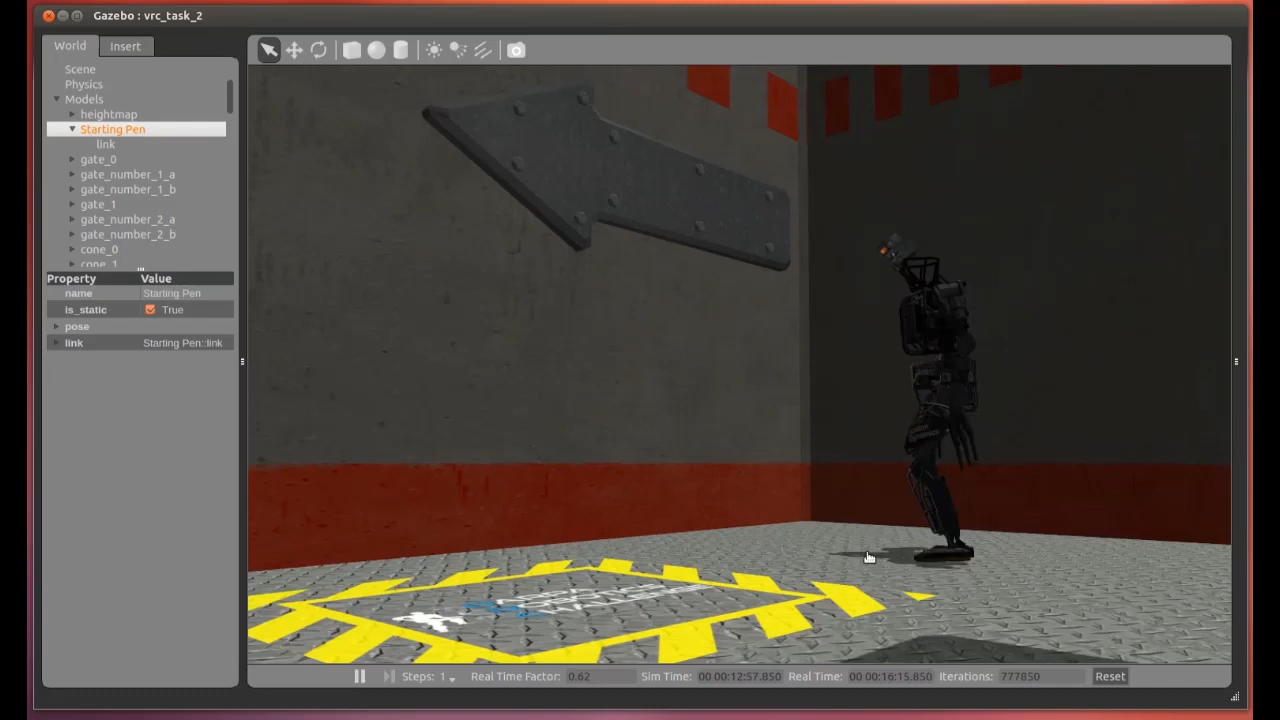 Gazebo : vrc_task_2
World
Insert
Scene
Physics
Models
heightmap
Starting Pen
link
gate_0
gate_number_1_a
gate_number_1_b
gate_1
gate_number_2_a
gate_number_2_b
cone_0
cone_1
Property Value
name Starting Pen
is_static True
pose
link Starting Pen::link
Steps: 1 Real Time Factor: 0.62 Sim Time: 00 00:12:57.850 Real Time: 00 00:16:15.850 Iterations: 777850 Reset